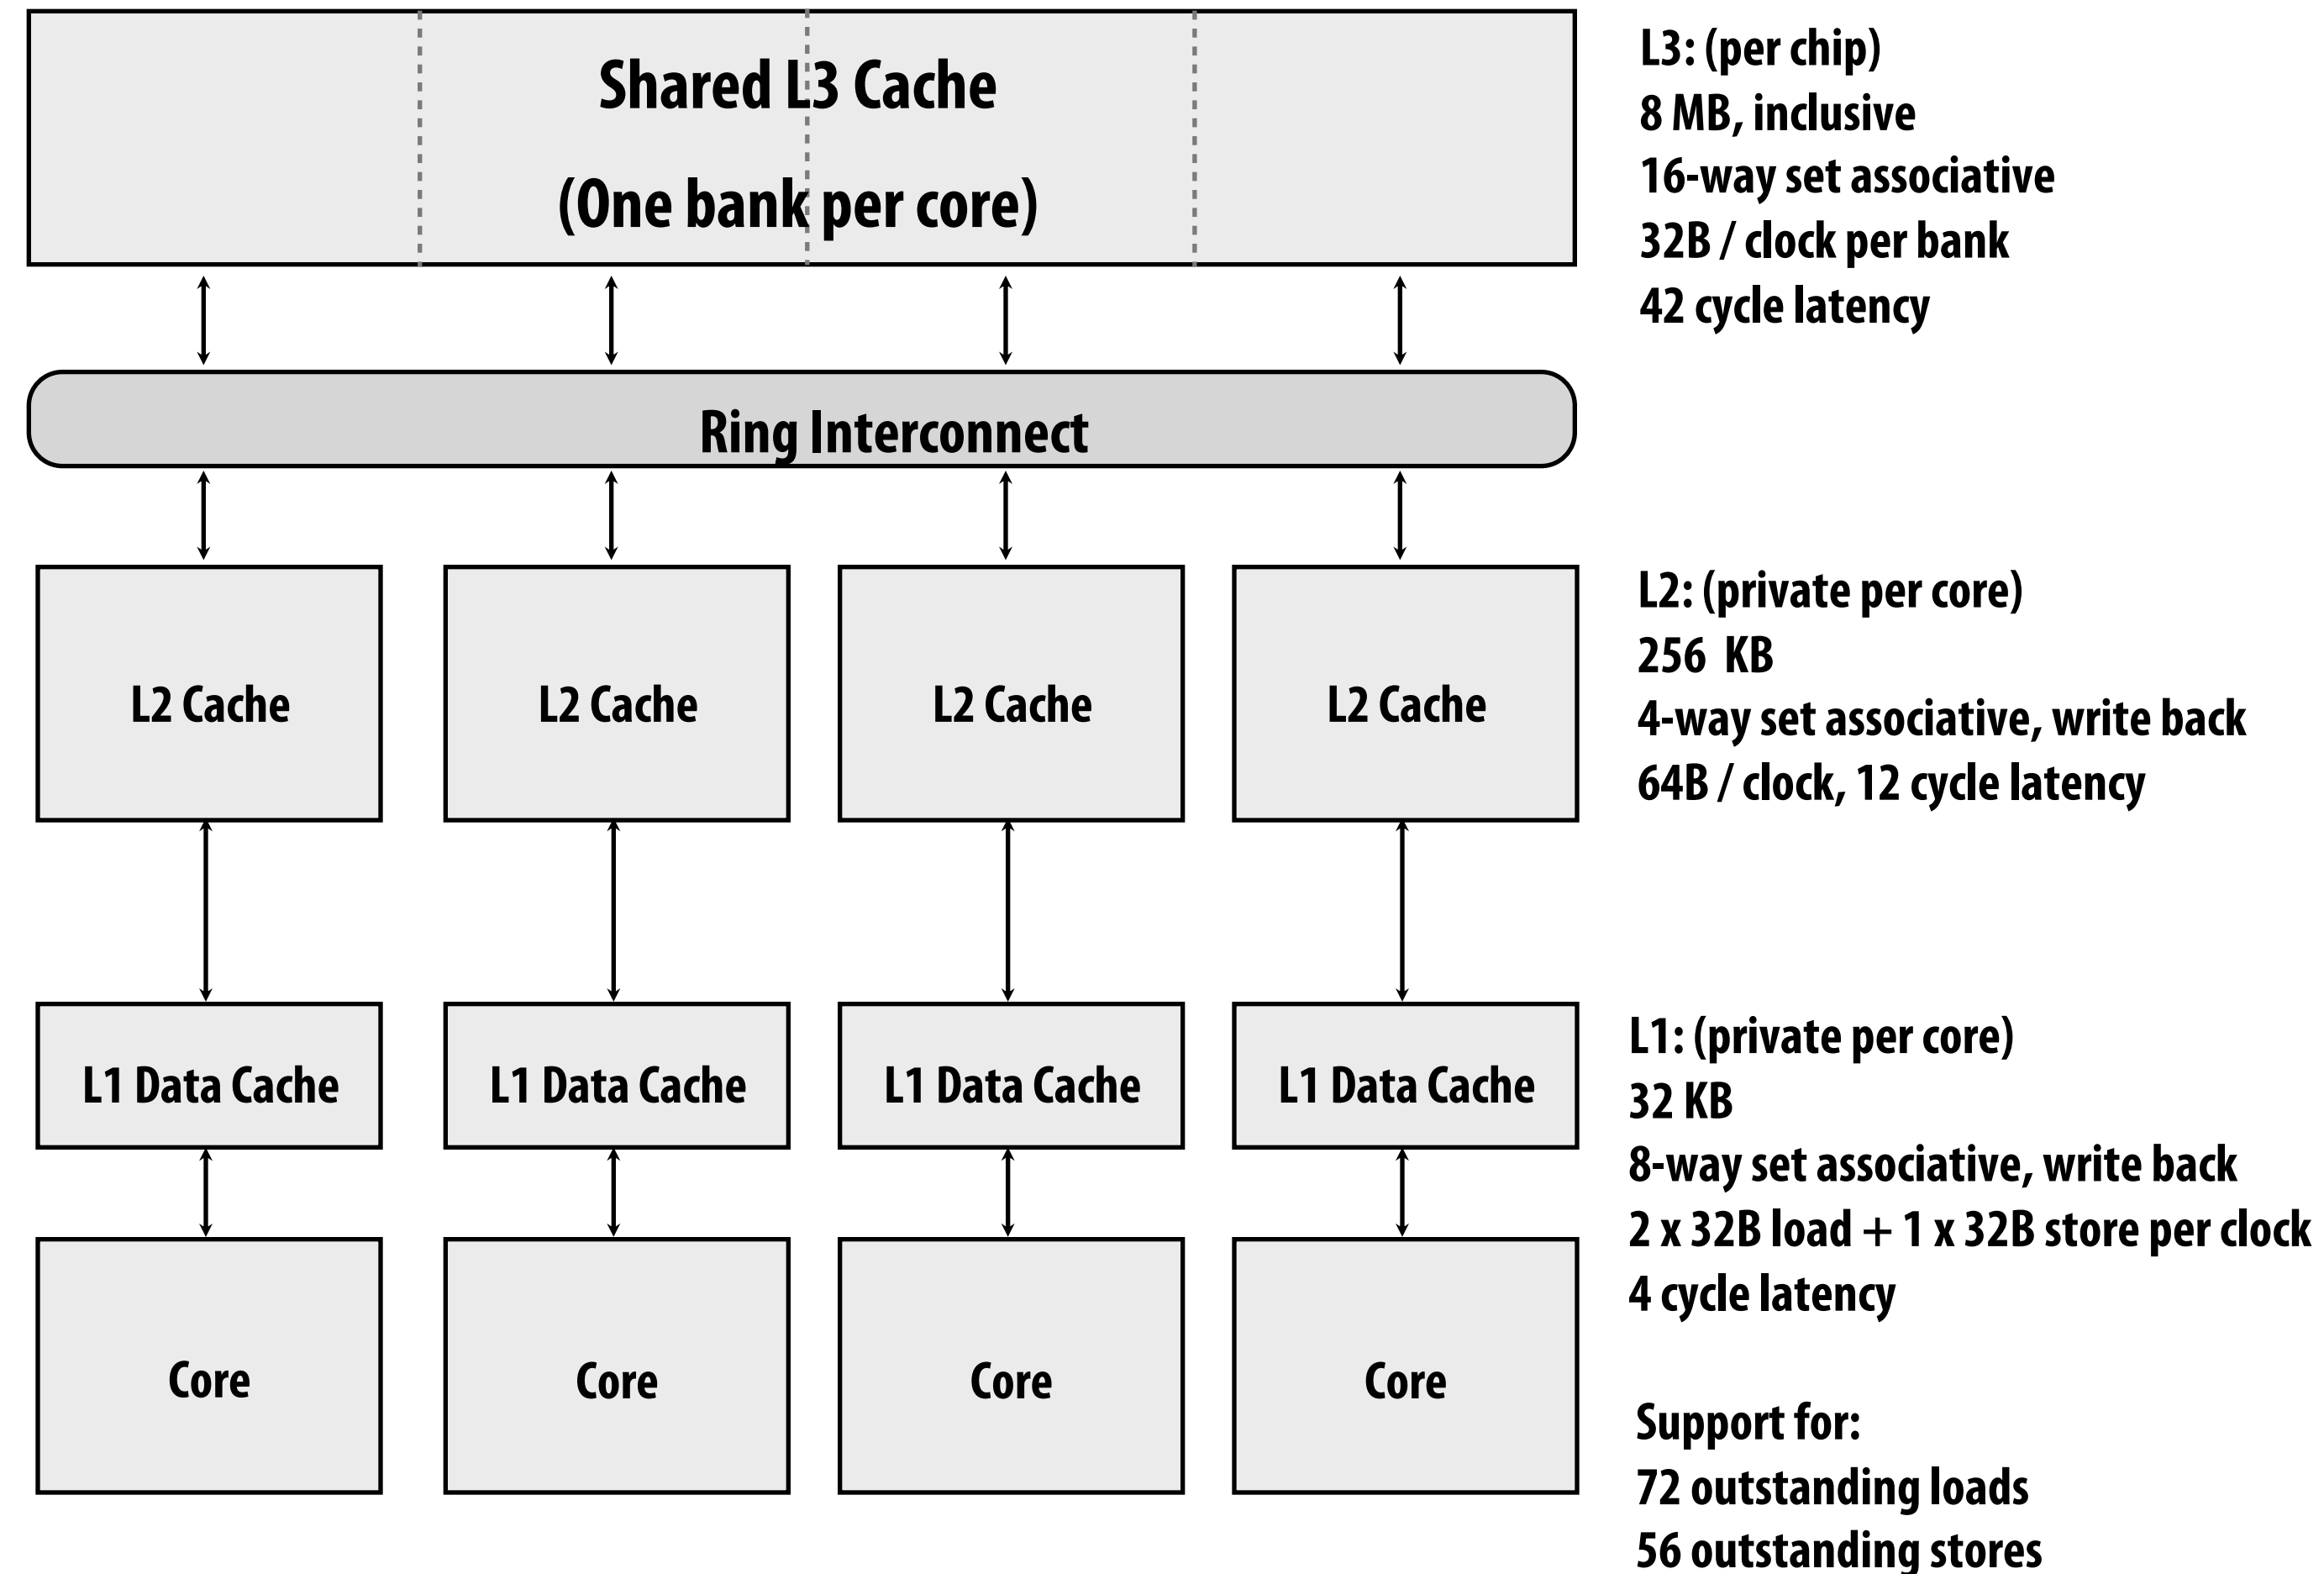 Shared L3 Cache
(One bank per core)
L3: (per chip)
8 MB, inclusive
16-way set associative
32B / clock per bank
42 cycle latency
Ring Interconnect
L2 Cache
L2 Cache
L2 Cache
L2 Cache
L2: (private per core)
256 KB
4-way set associative, write back
64B / clock, 12 cycle latency
L1 Data Cache
L1 Data Cache
L1 Data Cache
L1 Data Cache
L1: (private per core)
32 KB
8-way set associative, write back
2 x 32B load + 1 x 32B store per clock
4 cycle latency
Core
Core
Core
Core
Support for:
72 outstanding loads
56 outstanding stores